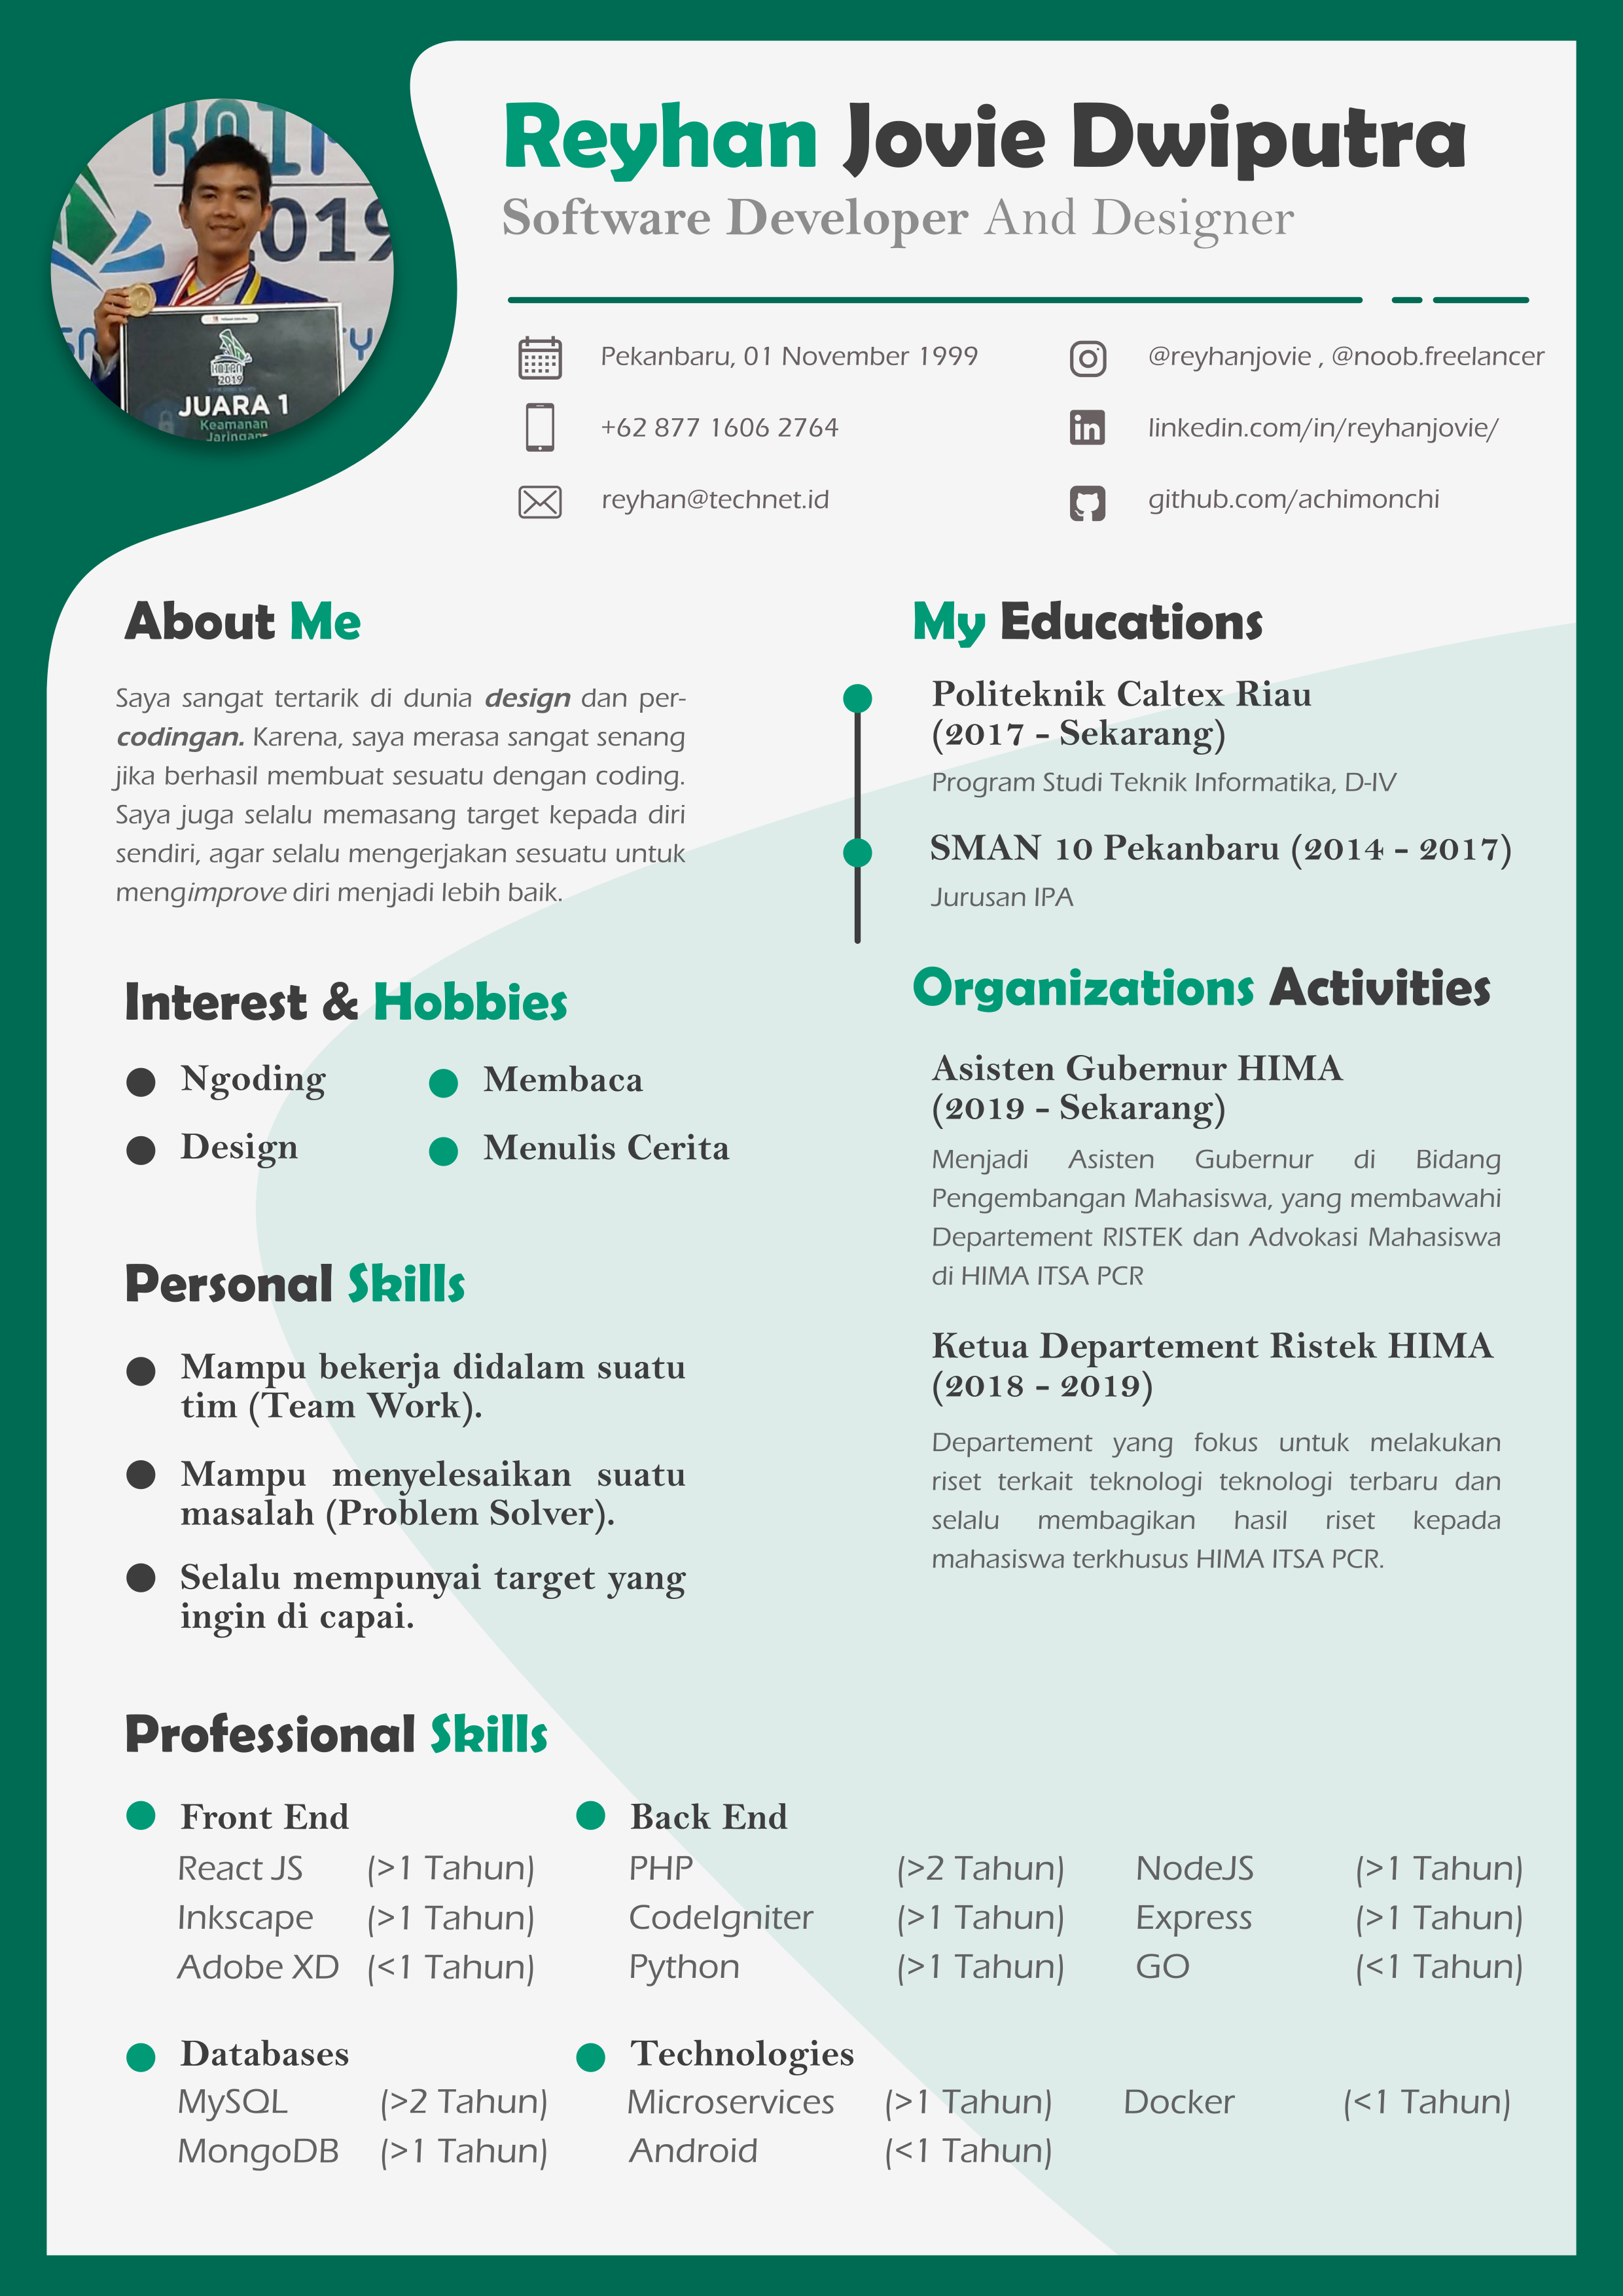 Reyhan Jovie Dwiputra
Software Developer And Designer
2019
JUARA 1
Keamanan
Jaringan
Pekanbaru, 01 November 1999
+62 877 1606 2764
reyhan@technet.id
@reyhanjovie , @noob.freelancer
linkedin.com/in/reyhanjovie/
github.com/achimonchi
About Me
Saya sangat tertarik di dunia design dan per-
codingan. Karena, saya merasa sangat senang
jika berhasil membuat sesuatu dengan coding.
Saya juga selalu memasang target kepada diri
sendiri, agar selalu mengerjakan sesuatu untuk
mengimprove diri menjadi lebih baik.
Interest & Hobbies
Ngoding
Membaca
Design
Menulis Cerita
Personal Skills
Mampu bekerja didalam suatu
tim (Team Work).
Mampu menyelesaikan suatu
masalah (Problem Solver).
Selalu mempunyai target yang
ingin di capai.
My Educations
Politeknik Caltex Riau
(2017 - Sekarang)
Program Studi Teknik Informatika, D-IV
SMAN 10 Pekanbaru (2014 - 2017)
Jurusan IPA
Organizations Activities
Asisten Gubernur HIMA
(2019 - Sekarang)
Menjadi Asisten Gubernur di Bidang
Pengembangan Mahasiswa, yang membawahi
Departement RISTEK dan Advokasi Mahasiswa
di HIMA ITSA PCR
Ketua Departement Ristek HIMA
(2018 - 2019)
Departement yang fokus untuk melakukan
riset terkait teknologi teknologi terbaru dan
selalu membagikan hasil riset kepada
mahasiswa terkhusus HIMA ITSA PCR.
Professional Skills
Front End
React JS (>1 Tahun)
Inkscape (>1 Tahun)
Adobe XD (<1 Tahun)
Back End
PHP (>2 Tahun) NodeJS (>1 Tahun)
CodeIgniter (>1 Tahun) Express (>1 Tahun)
Python (>1 Tahun) GO (<1 Tahun)
Databases
MySQL (>2 Tahun)
MongoDB (>1 Tahun)
Technologies
Microservices (>1 Tahun) Docker (<1 Tahun)
Android (<1 Tahun)